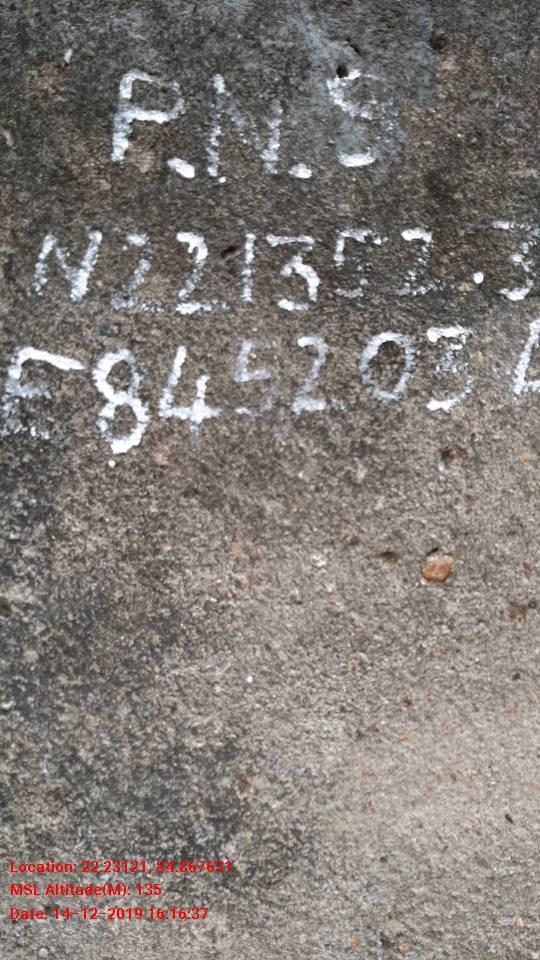 P.N. 9
N221352.3
E845203.
Location: 22.23121, 84.867631
MSL Altitude(M): 135
Date: 14-12-2019 16:16:37